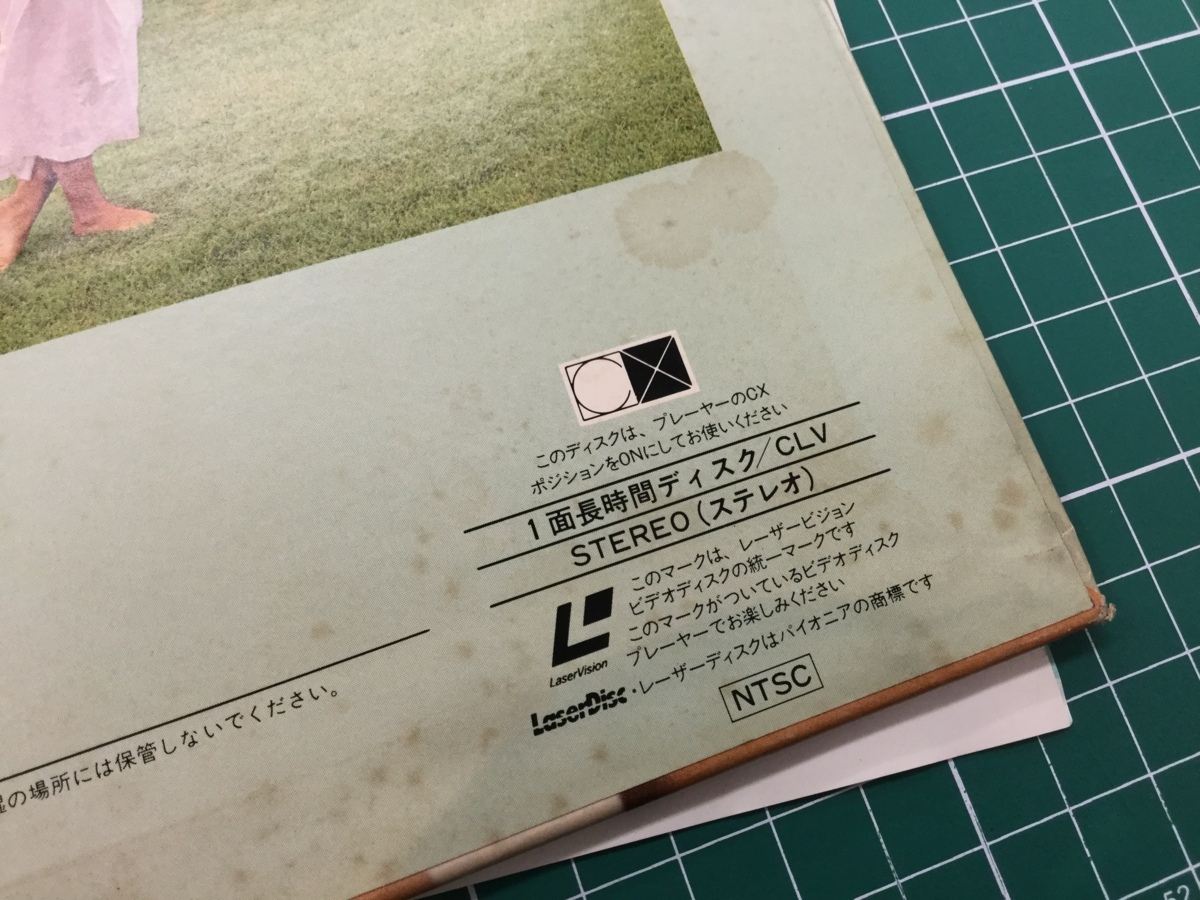 CX
このディスクは、プレーヤーのCX
ポジションをONにしてお使いください
1面長時間ディスク/CLV
STEREO(ステレオ)
このマークは、レーザービジョン
ビデオディスクの統一マークです
このマークがついているビデオディスク
プレーヤーでお楽しみください
LaserVision
LaserDisc・レーザーディスクはパイオニアの商標です
NTSC
湿の場所には保管しないでください。
52